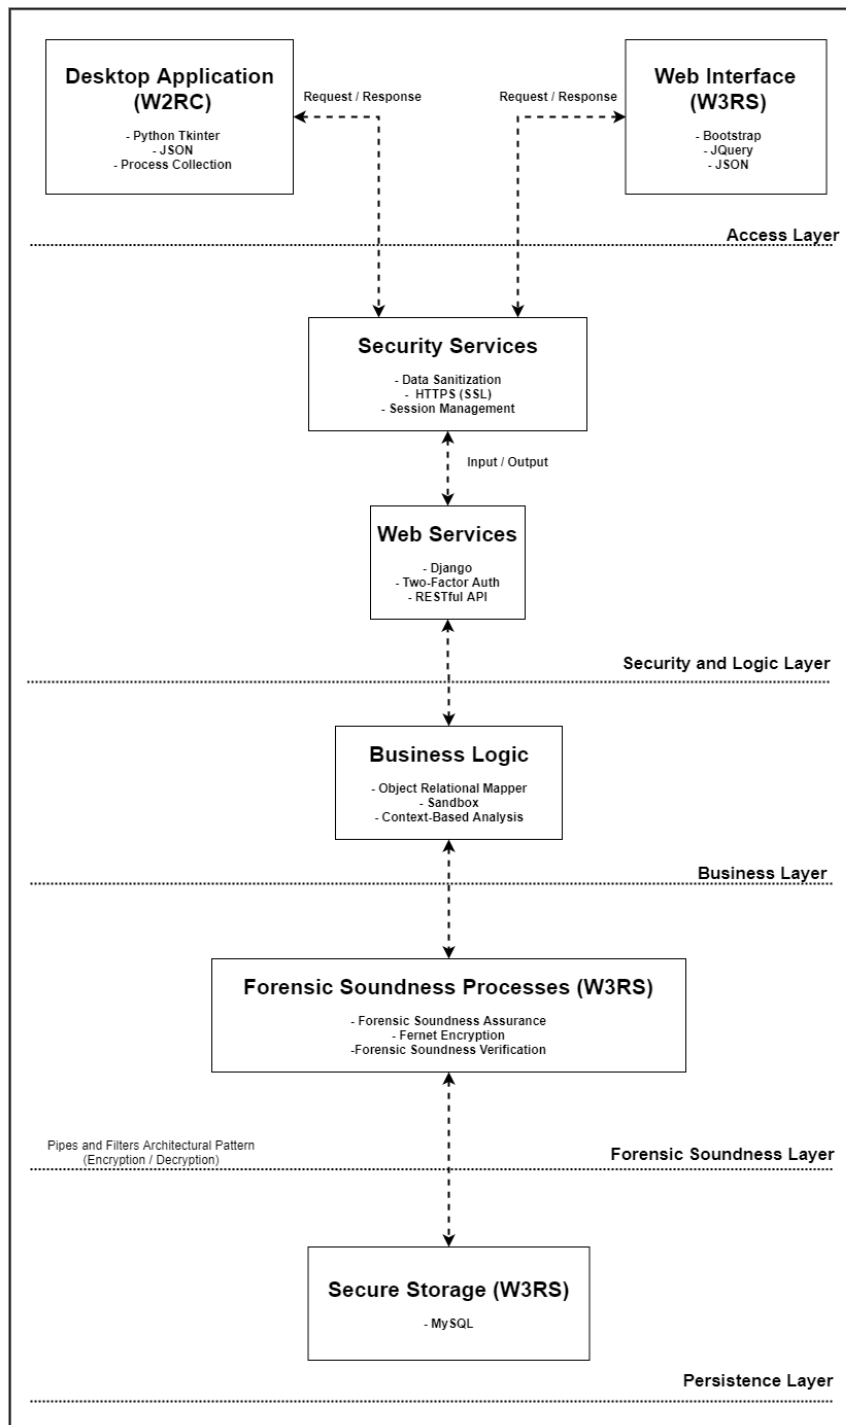 Desktop Application
(W2RC)
- Python Tkinter
- JSON
- Process Collection
Request / Response
Request / Response
Web Interface
(W3RS)
- Bootstrap
- JQuery
- JSON
Access Layer
Security Services
- Data Sanitization
- HTTPS (SSL)
- Session Management
Input / Output
Web Services
- Django
- Two-Factor Auth
- RESTful API
Security and Logic Layer
Business Logic
- Object Relational Mapper
- Sandbox
- Context-Based Analysis
Business Layer
Forensic Soundness Processes (W3RS)
- Forensic Soundness Assurance
- Fernet Encryption
-Forensic Soundness Verification
Pipes and Filters Architectural Pattern
(Encryption / Decryption)
Forensic Soundness Layer
Secure Storage (W3RS)
- MySQL
Persistence Layer